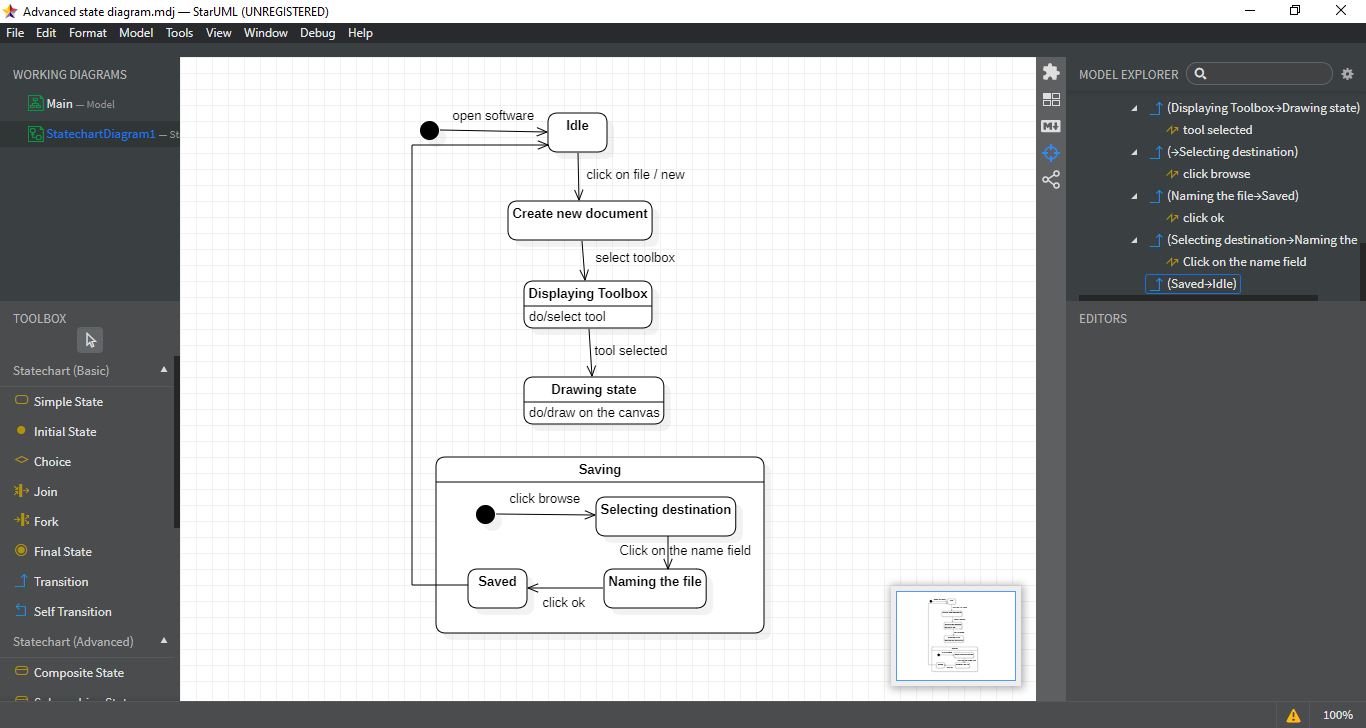 Advanced state diagram.mdj — StarUML (UNREGISTERED)
File Edit Format Model Tools View Window Debug Help
WORKING DIAGRAMS
Main — Model
StatechartDiagram1 — St
TOOLBOX
Statechart (Basic)
Simple State
Initial State
Choice
Join
Fork
Final State
Transition
Self Transition
Statechart (Advanced)
Composite State
open software
Idle
click on file / new
Create new document
select toolbox
Displaying Toolbox
do/select tool
tool selected
Drawing state
do/draw on the canvas
Saving
click browse
Selecting destination
Click on the name field
Saved
Naming the file
click ok
M↓
MODEL EXPLORER
(Displaying Toolbox→Drawing state)
tool selected
(→Selecting destination)
click browse
(Naming the file→Saved)
click ok
(Selecting destination→Naming the
Click on the name field
(Saved→Idle)
EDITORS
100%